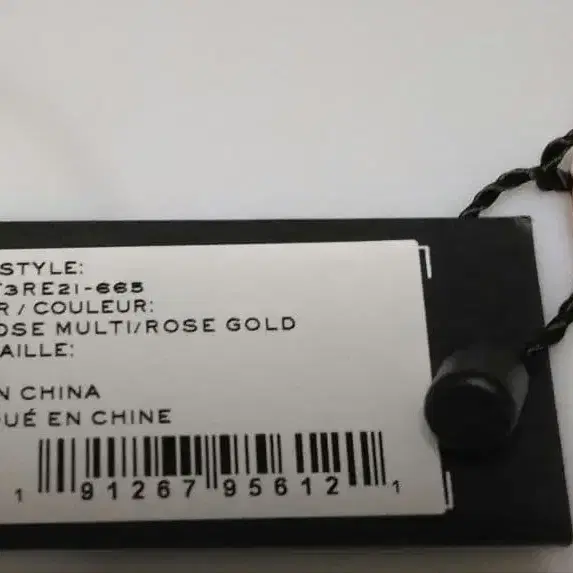 STYLE:
3RE21-665
R / COULEUR:
OSE MULTI/ROSE GOLD
AILLE:
N CHINA
UÉ EN CHINE
1 91267 95612 1